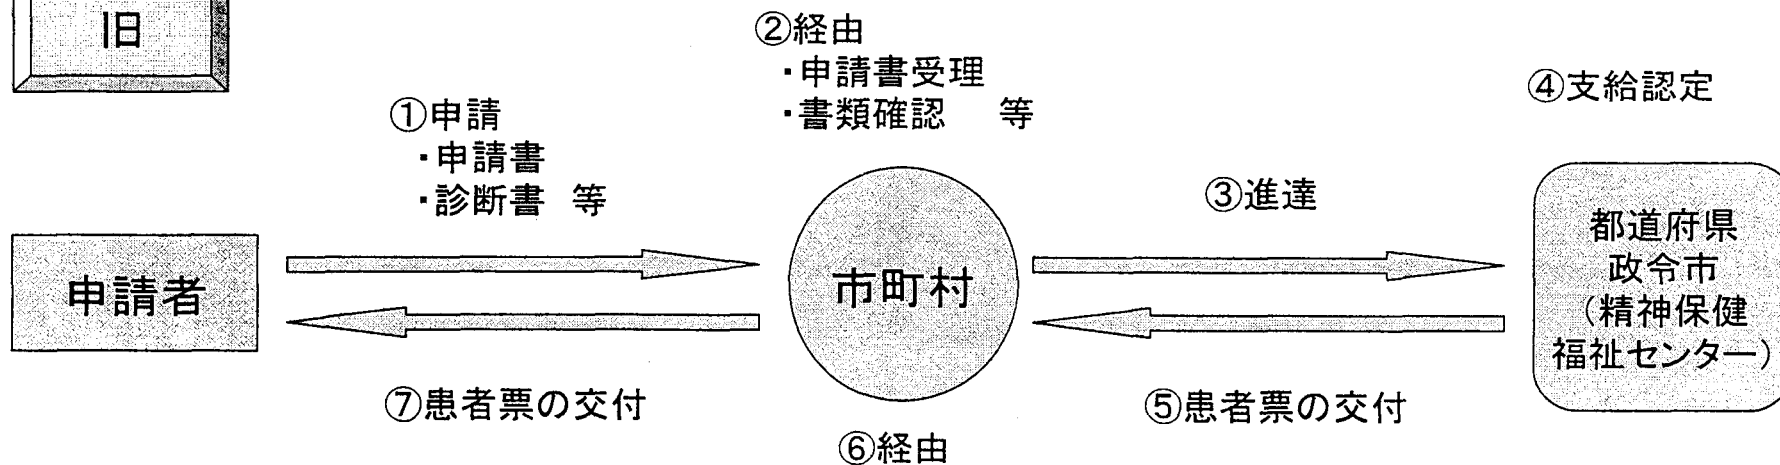 旧
①申請
・申請書
・診断書 等
②経由
・申請書受理
・書類確認 等
③進達
④支給認定
申請者
市町村
都道府県
政令市
（精神保健
福祉センター）
⑦患者票の交付
⑤患者票の交付
⑥経由